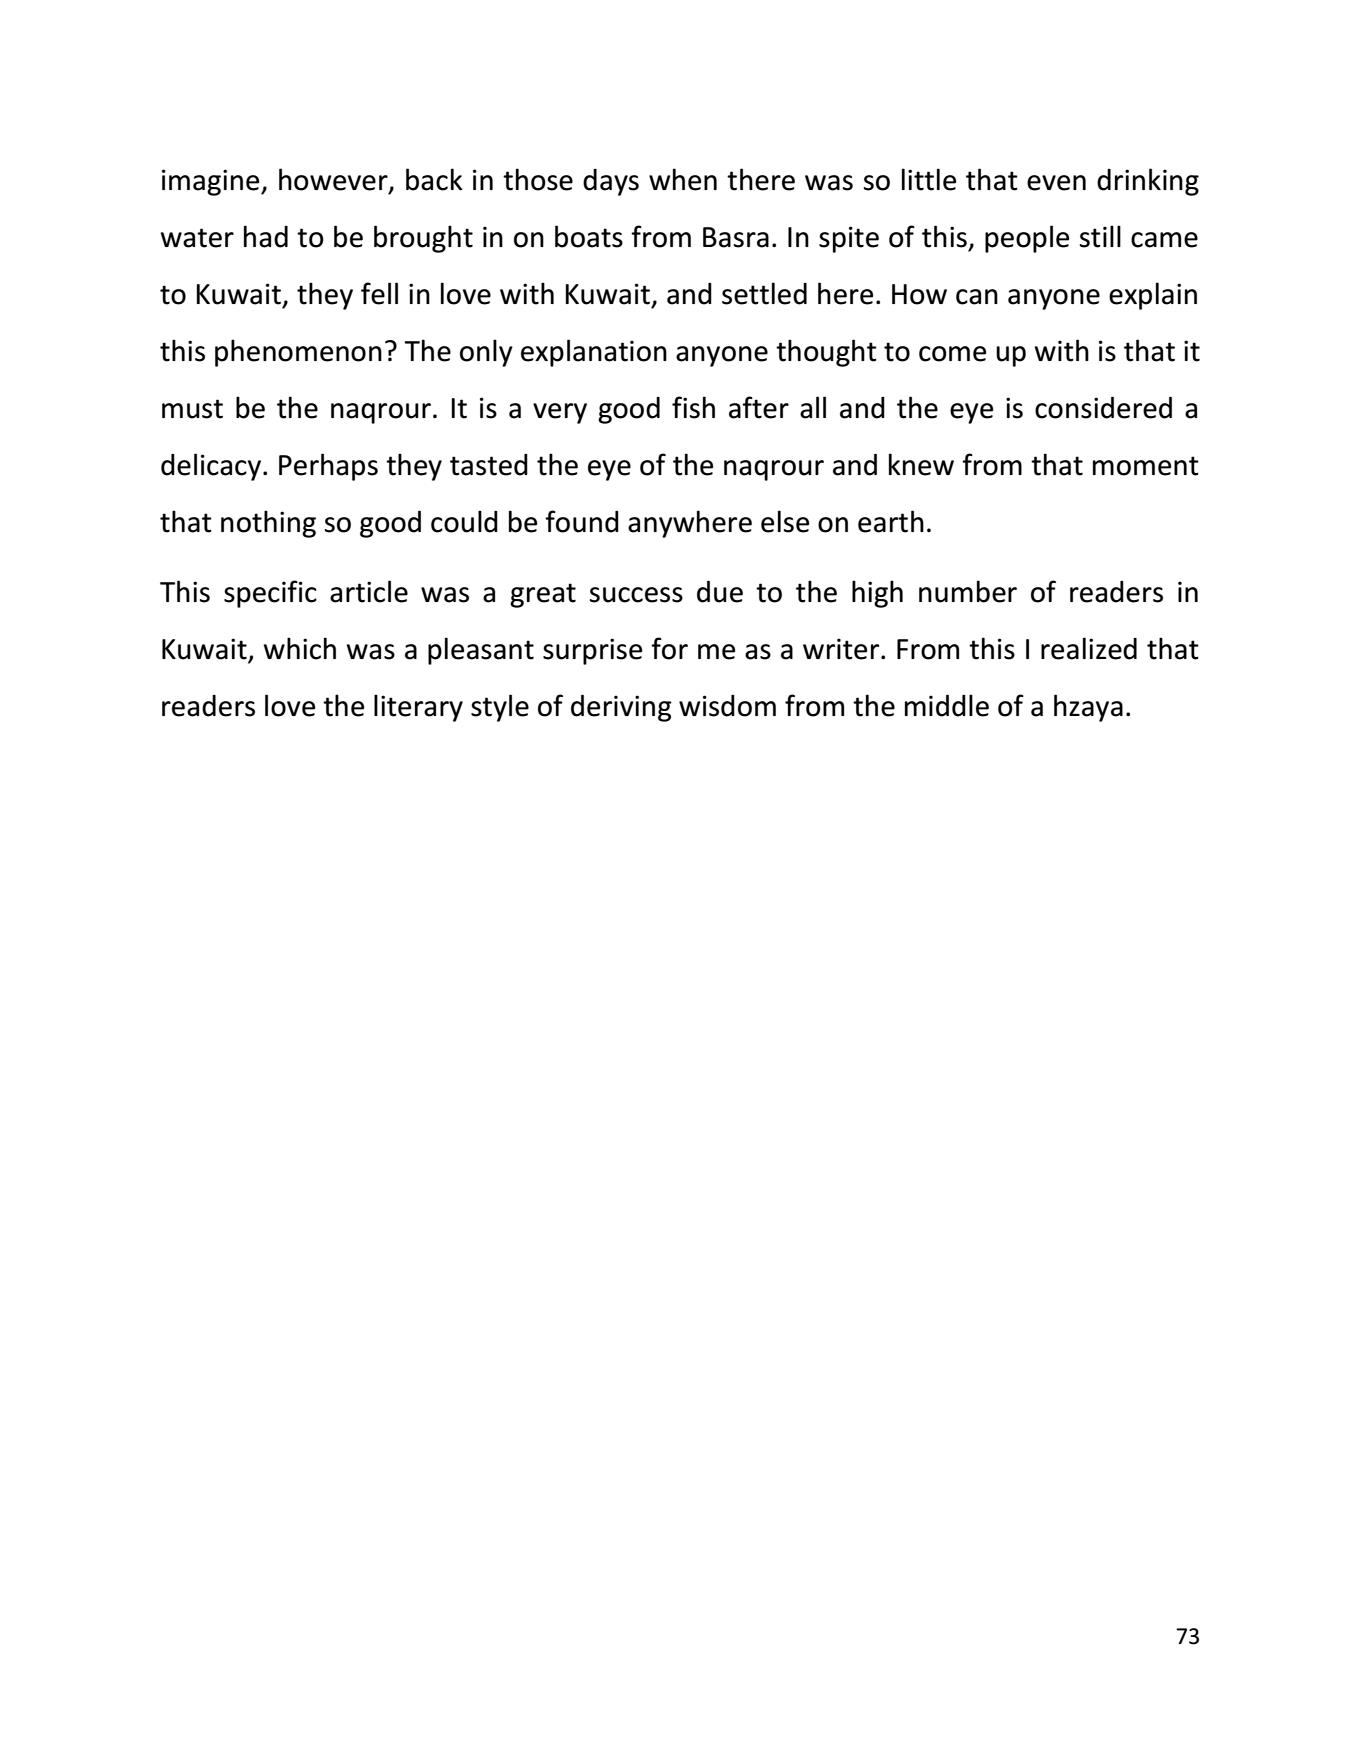 imagine, however, back in those days when there was so little that even drinking
water had to be brought in on boats from Basra. In spite of this, people still came
to Kuwait, they fell in love with Kuwait, and settled here. How can anyone explain
this phenomenon? The only explanation anyone thought to come up with is that it
must be the naqrour. It is a very good fish after all and the eye is considered a
delicacy. Perhaps they tasted the eye of the naqrour and knew from that moment
that nothing so good could be found anywhere else on earth.
This specific article was a great success due to the high number of readers in
Kuwait, which was a pleasant surprise for me as a writer. From this I realized that
readers love the literary style of deriving wisdom from the middle of a hzaya.
73